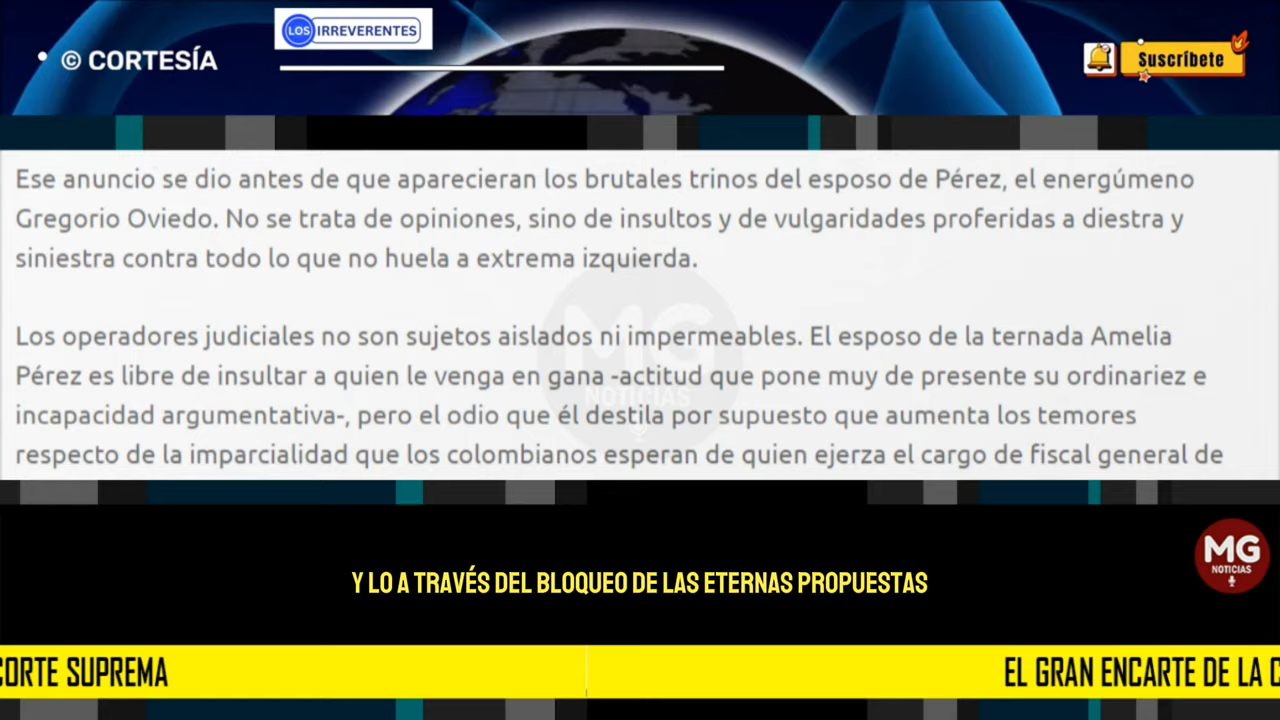 © CORTESÍA
LOS IRREVERENTES
Suscríbete
Ese anuncio se dio antes de que aparecieran los brutales trinos del esposo de Pérez, el energúmeno
Gregorio Oviedo. No se trata de opiniones, sino de insultos y de vulgaridades proferidas a diestra y
siniestra contra todo lo que no huela a extrema izquierda.
Los operadores judiciales no son sujetos aislados ni impermeables. El esposo de la ternada Amelia
Pérez es libre de insultar a quien le venga en gana -actitud que pone muy de presente su ordinariez e
incapacidad argumentativa-, pero el odio que él destila por supuesto que aumenta los temores
respecto de la imparcialidad que los colombianos esperan de quien ejerza el cargo de fiscal general de
MG
NOTICIAS
MG
NOTICIAS
Y LO A TRAVÉS DEL BLOQUEO DE LAS ETERNAS PROPUESTAS
CORTE SUPREMA
EL GRAN ENCARTE DE LA C